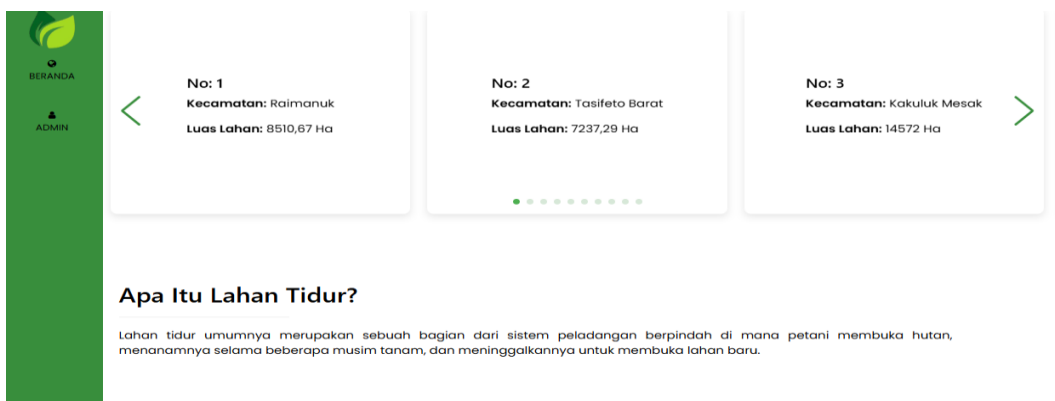 BERANDA
ADMIN
No: 1
Kecamatan: Raimanuk
Luas Lahan: 8510,67 Ha
No: 2
Kecamatan: Tasifeto Barat
Luas Lahan: 7237,29 Ha
No: 3
Kecamatan: Kakuluk Mesak
Luas Lahan: 14572 Ha
Apa Itu Lahan Tidur?
Lahan tidur umumnya merupakan sebuah bagian dari sistem peladangan berpindah di mana petani membuka hutan,
menanamnya selama beberapa musim tanam, dan meninggalkannya untuk membuka lahan baru.